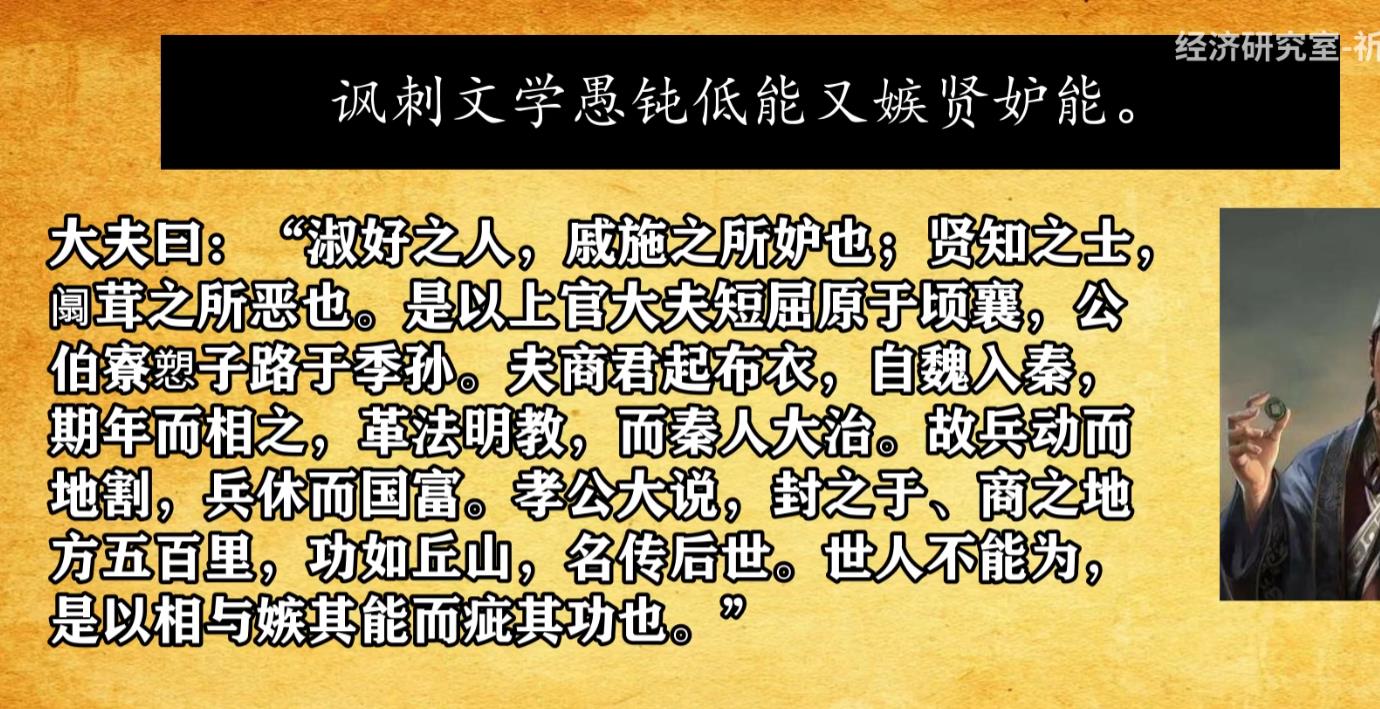 经济研究室-祈
讽刺文学愚钝低能又嫉贤妒能。
大夫曰：“淑好之人，戚施之所妒也；贤知之士，
阘茸之所恶也。是以上官大夫短屈原于顷襄，公
伯寮愬子路于季孙。夫商君起布衣，自魏入秦，
期年而相之，革法明教，而秦人大治。故兵动而
地割，兵休而国富。孝公大说，封之于、商之地
方五百里，功如丘山，名传后世。世人不能为，
是以相与嫉其能而疵其功也。”